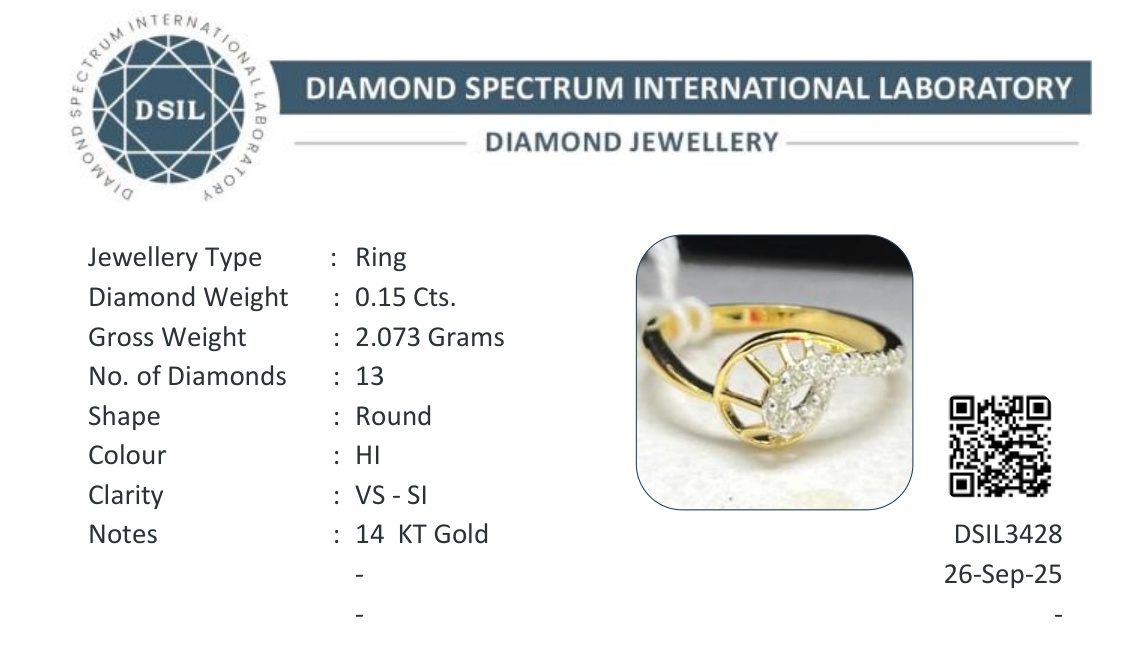 DIAMOND SPECTRUM INTERNATIONAL LABORATORY
DSIL
DIAMOND SPECTRUM INTERNATIONAL LABORATORY
DIAMOND JEWELLERY
Jewellery Type : Ring
Diamond Weight : 0.15 Cts.
Gross Weight : 2.073 Grams
No. of Diamonds : 13
Shape : Round
Colour : HI
Clarity : VS - SI
Notes : 14 KT Gold
DSIL3428
-
26-Sep-25
-
-